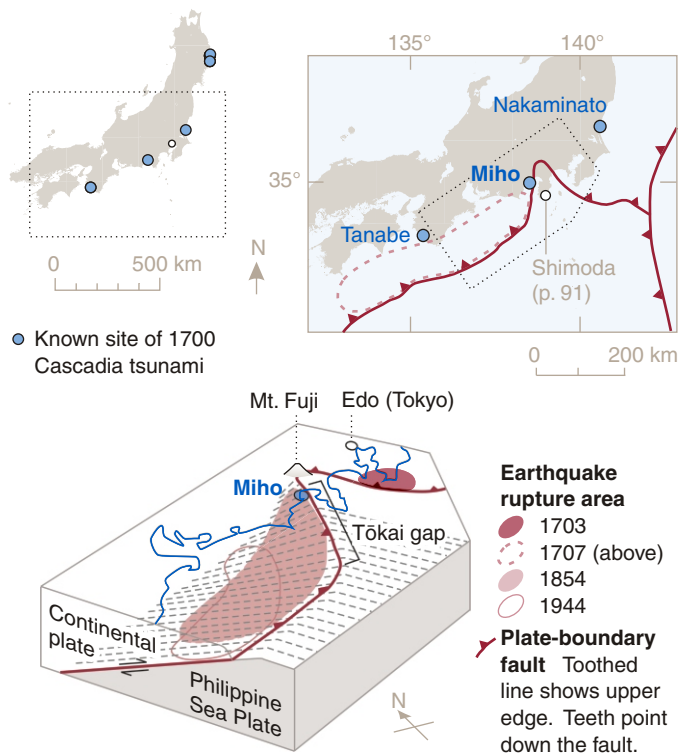 0 500 km
N
Known site of 1700
Cascadia tsunami
135° 140°
35°
Nakaminato
Miho
Tanabe
Shimoda
(p. 91)
0 200 km
Mt. Fuji
Edo (Tokyo)
Miho
Tōkai gap
Continental
plate
Philippine
Sea Plate
N
Earthquake
rupture area
1703
1707 (above)
1854
1944
Plate-boundary
fault Toothed
line shows upper
edge. Teeth point
down the fault.